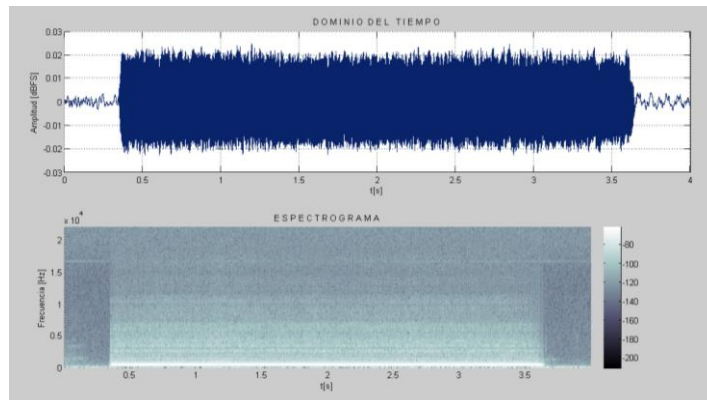 DOMINIO DEL TIEMPO
Amplitud [dBFS]
0.03
0.02
0.01
0
-0.01
-0.02
-0.03
0 0.5 1 1.5 2 2.5 3 3.5 4
t[s]
ESPECTROGRAMA
x 10^4
Frecuencia [Hz]
2
1.5
1
0.5
0
0.5 1 1.5 2 2.5 3 3.5
t[s]
-80
-100
-120
-140
-160
-180
-200